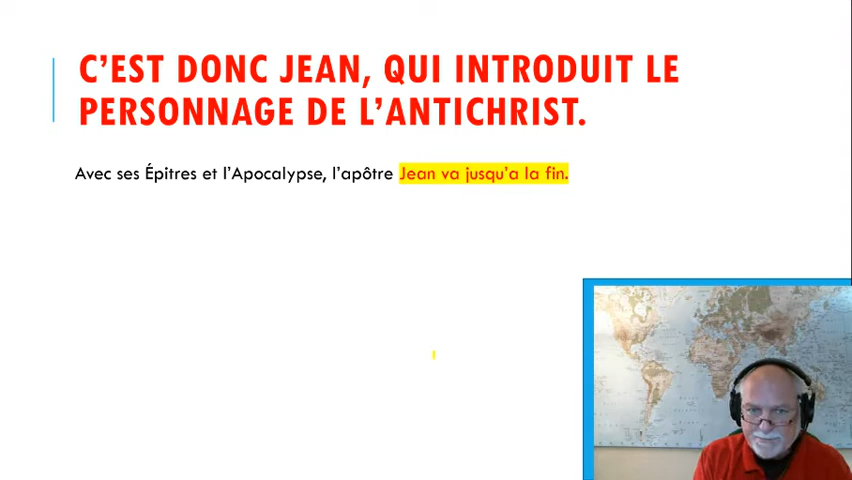 C'EST DONC JEAN, QUI INTRODUIT LE
PERSONNAGE DE L'ANTICHRIST.
Avec ses Épitres et l'Apocalypse, l'apôtre Jean va jusqu'a la fin.